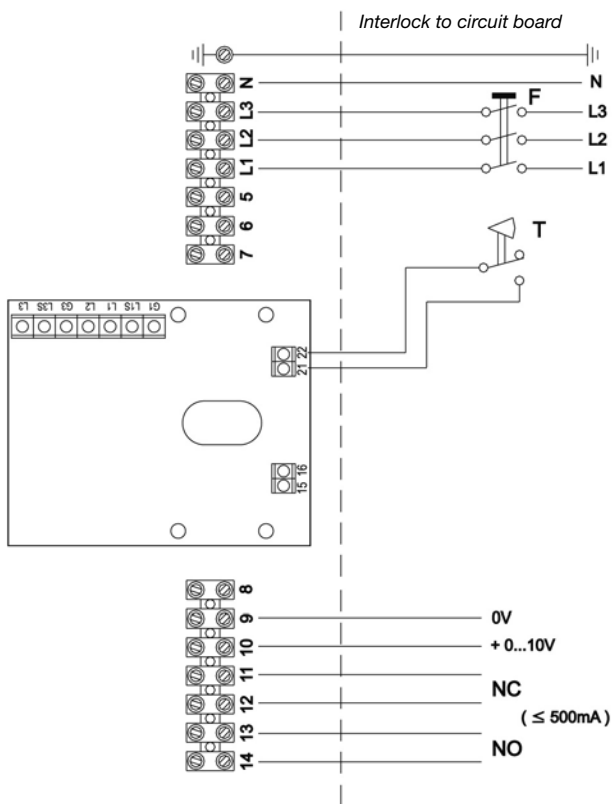 Interlock to circuit board
N N
L3 F L3
L2 L2
L1 L1
5
6
7
T
L3 L3S G3 L2 L1 L1S G1
22
21
16
15
8
9 0V
10 + 0...10V
11
NC
12
( ≤ 500mA )
13
NO
14